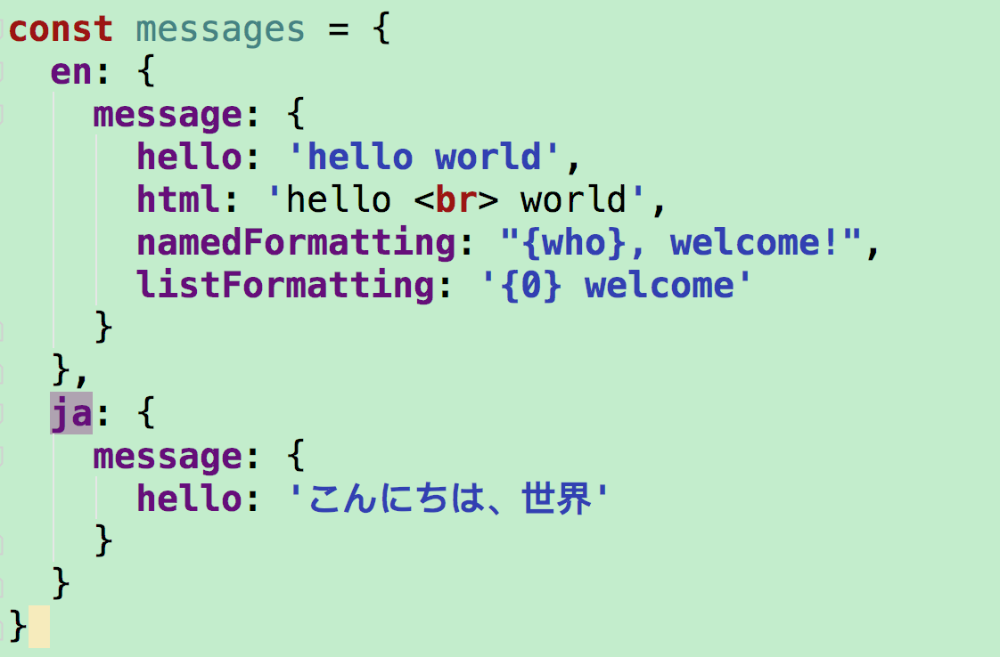 const messages = {
  en: {
    message: {
      hello: 'hello world',
      html: 'hello <br> world',
      namedFormatting: "{who}, welcome!",
      listFormatting: '{0} welcome'
    }
  },
  ja: {
    message: {
      hello: 'こんにちは、世界'
    }
  }
}